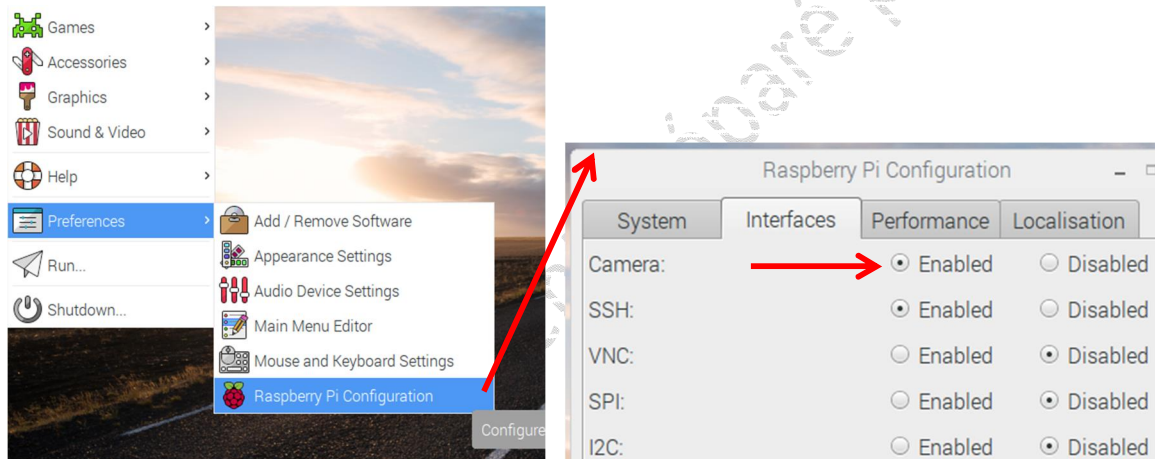 Games
Accessories
Graphics
Sound & Video
Help
Preferences
Run...
Shutdown...
Add / Remove Software
Appearance Settings
Audio Device Settings
Main Menu Editor
Mouse and Keyboard Settings
Raspberry Pi Configuration
Configure
Raspberry Pi Configuration
System Interfaces Performance Localisation
Camera: Enabled Disabled
SSH: Enabled Disabled
VNC: Enabled Disabled
SPI: Enabled Disabled
I2C: Enabled Disabled